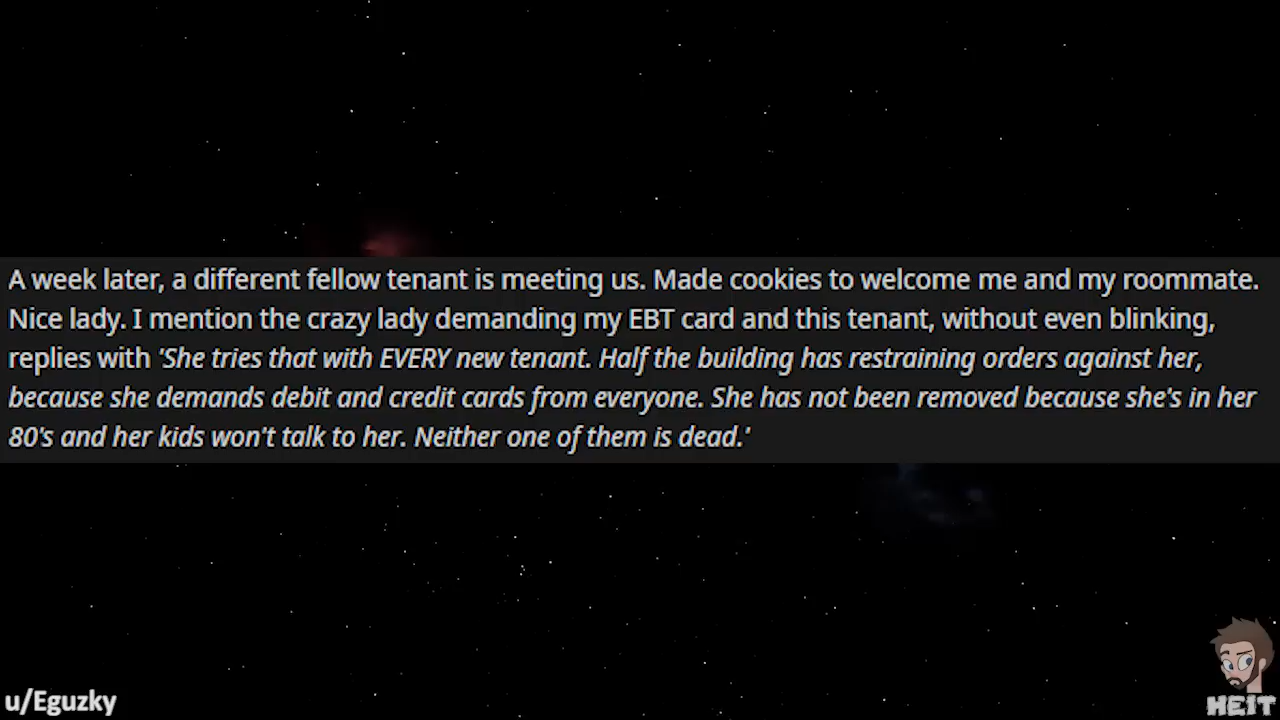 A week later, a different fellow tenant is meeting us. Made cookies to welcome me and my roommate.
Nice lady. I mention the crazy lady demanding my EBT card and this tenant, without even blinking,
replies with 'She tries that with EVERY new tenant. Half the building has restraining orders against her,
because she demands debit and credit cards from everyone. She has not been removed because she's in her
80's and her kids won't talk to her. Neither one of them is dead.'
u/Eguzky
HEIT